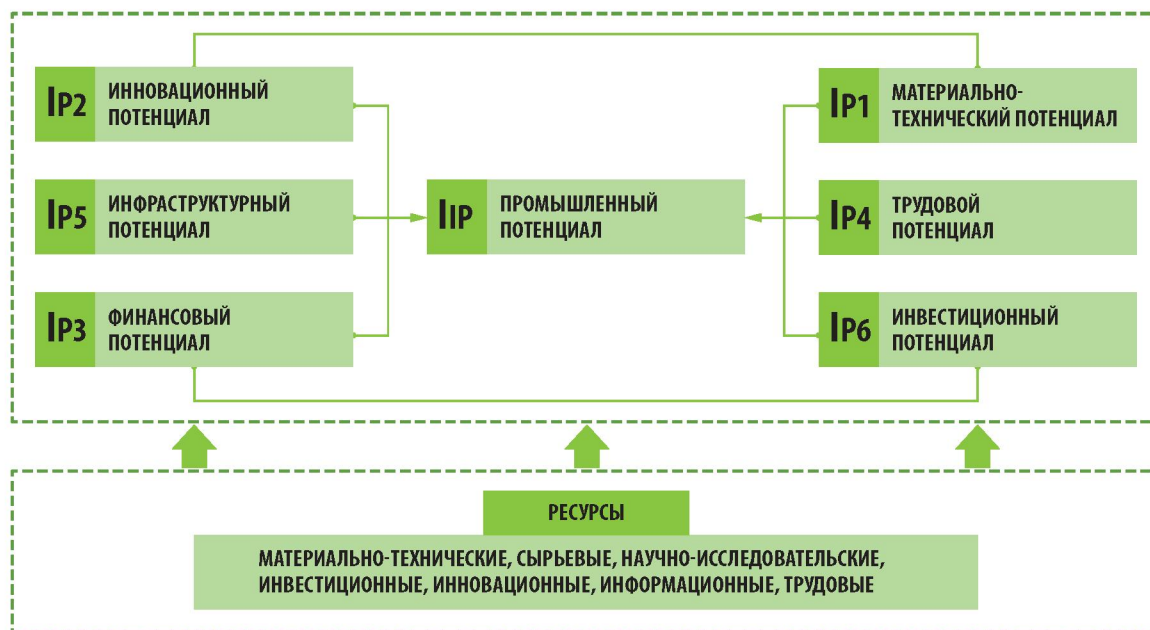 IP2
ИННОВАЦИОННЫЙ
ПОТЕНЦИАЛ
IP5
ИНФРАСТРУКТУРНЫЙ
ПОТЕНЦИАЛ
IP3
ФИНАНСОВЫЙ
ПОТЕНЦИАЛ
IIP
ПРОМЫШЛЕННЫЙ
ПОТЕНЦИАЛ
IP1
МАТЕРИАЛЬНО-
ТЕХНИЧЕСКИЙ ПОТЕНЦИАЛ
IP4
ТРУДОВОЙ
ПОТЕНЦИАЛ
IP6
ИНВЕСТИЦИОННЫЙ
ПОТЕНЦИАЛ
РЕСУРСЫ
МАТЕРИАЛЬНО-ТЕХНИЧЕСКИЕ, СЫРЬЕВЫЕ, НАУЧНО-ИССЛЕДОВАТЕЛЬСКИЕ,
ИНВЕСТИЦИОННЫЕ, ИННОВАЦИОННЫЕ, ИНФОРМАЦИОННЫЕ, ТРУДОВЫЕ